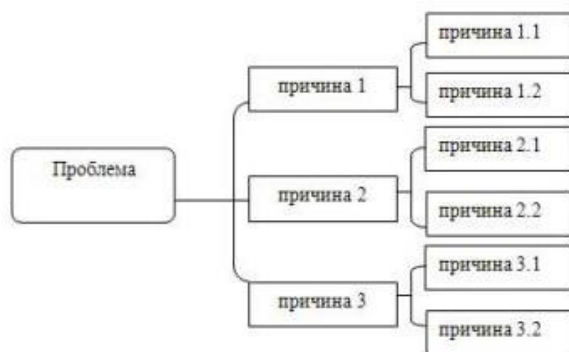 Проблема
причина 1
причина 1.1
причина 1.2
причина 2
причина 2.1
причина 2.2
причина 3
причина 3.1
причина 3.2